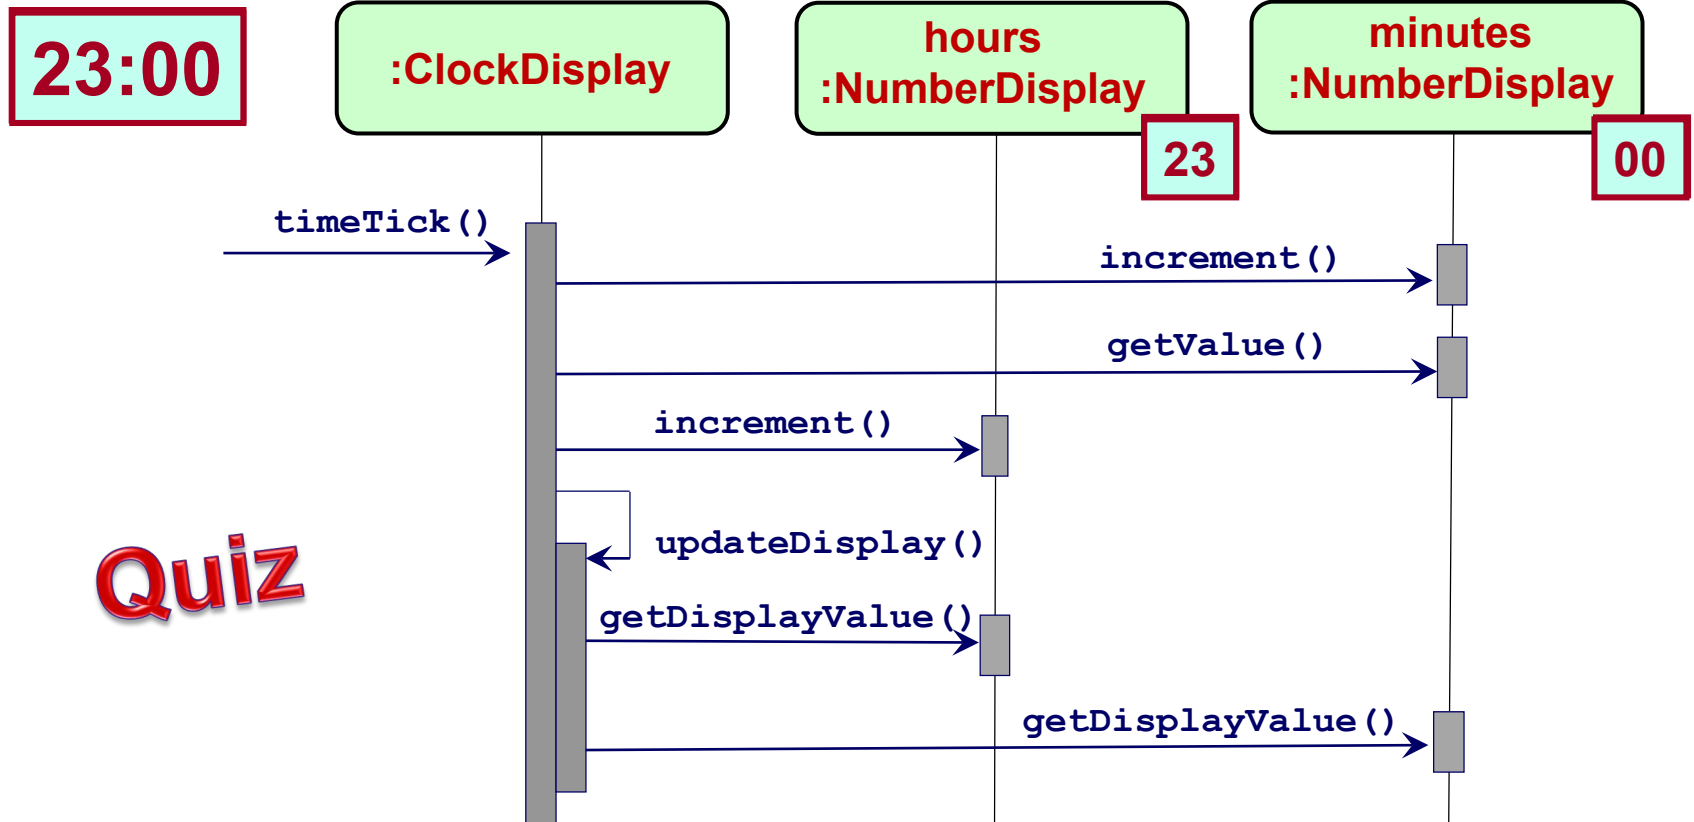 23:00
:ClockDisplay
hours
:NumberDisplay
23
minutes
:NumberDisplay
00
timeTick()
increment()
getValue()
increment()
updateDisplay()
Quiz
getDisplayValue()
getDisplayValue()